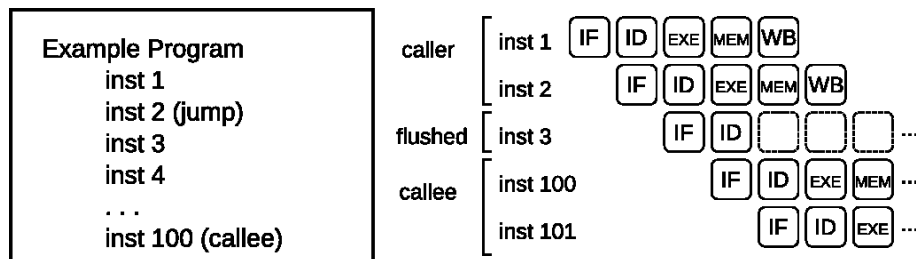 Example Program
inst 1
inst 2 (jump)
inst 3
inst 4
. . .
inst 100 (callee)
caller
inst 1 IF ID EXE MEM WB
inst 2 IF ID EXE MEM WB
flushed inst 3 IF ID ...
callee
inst 100 IF ID EXE MEM ...
inst 101 IF ID EXE ...